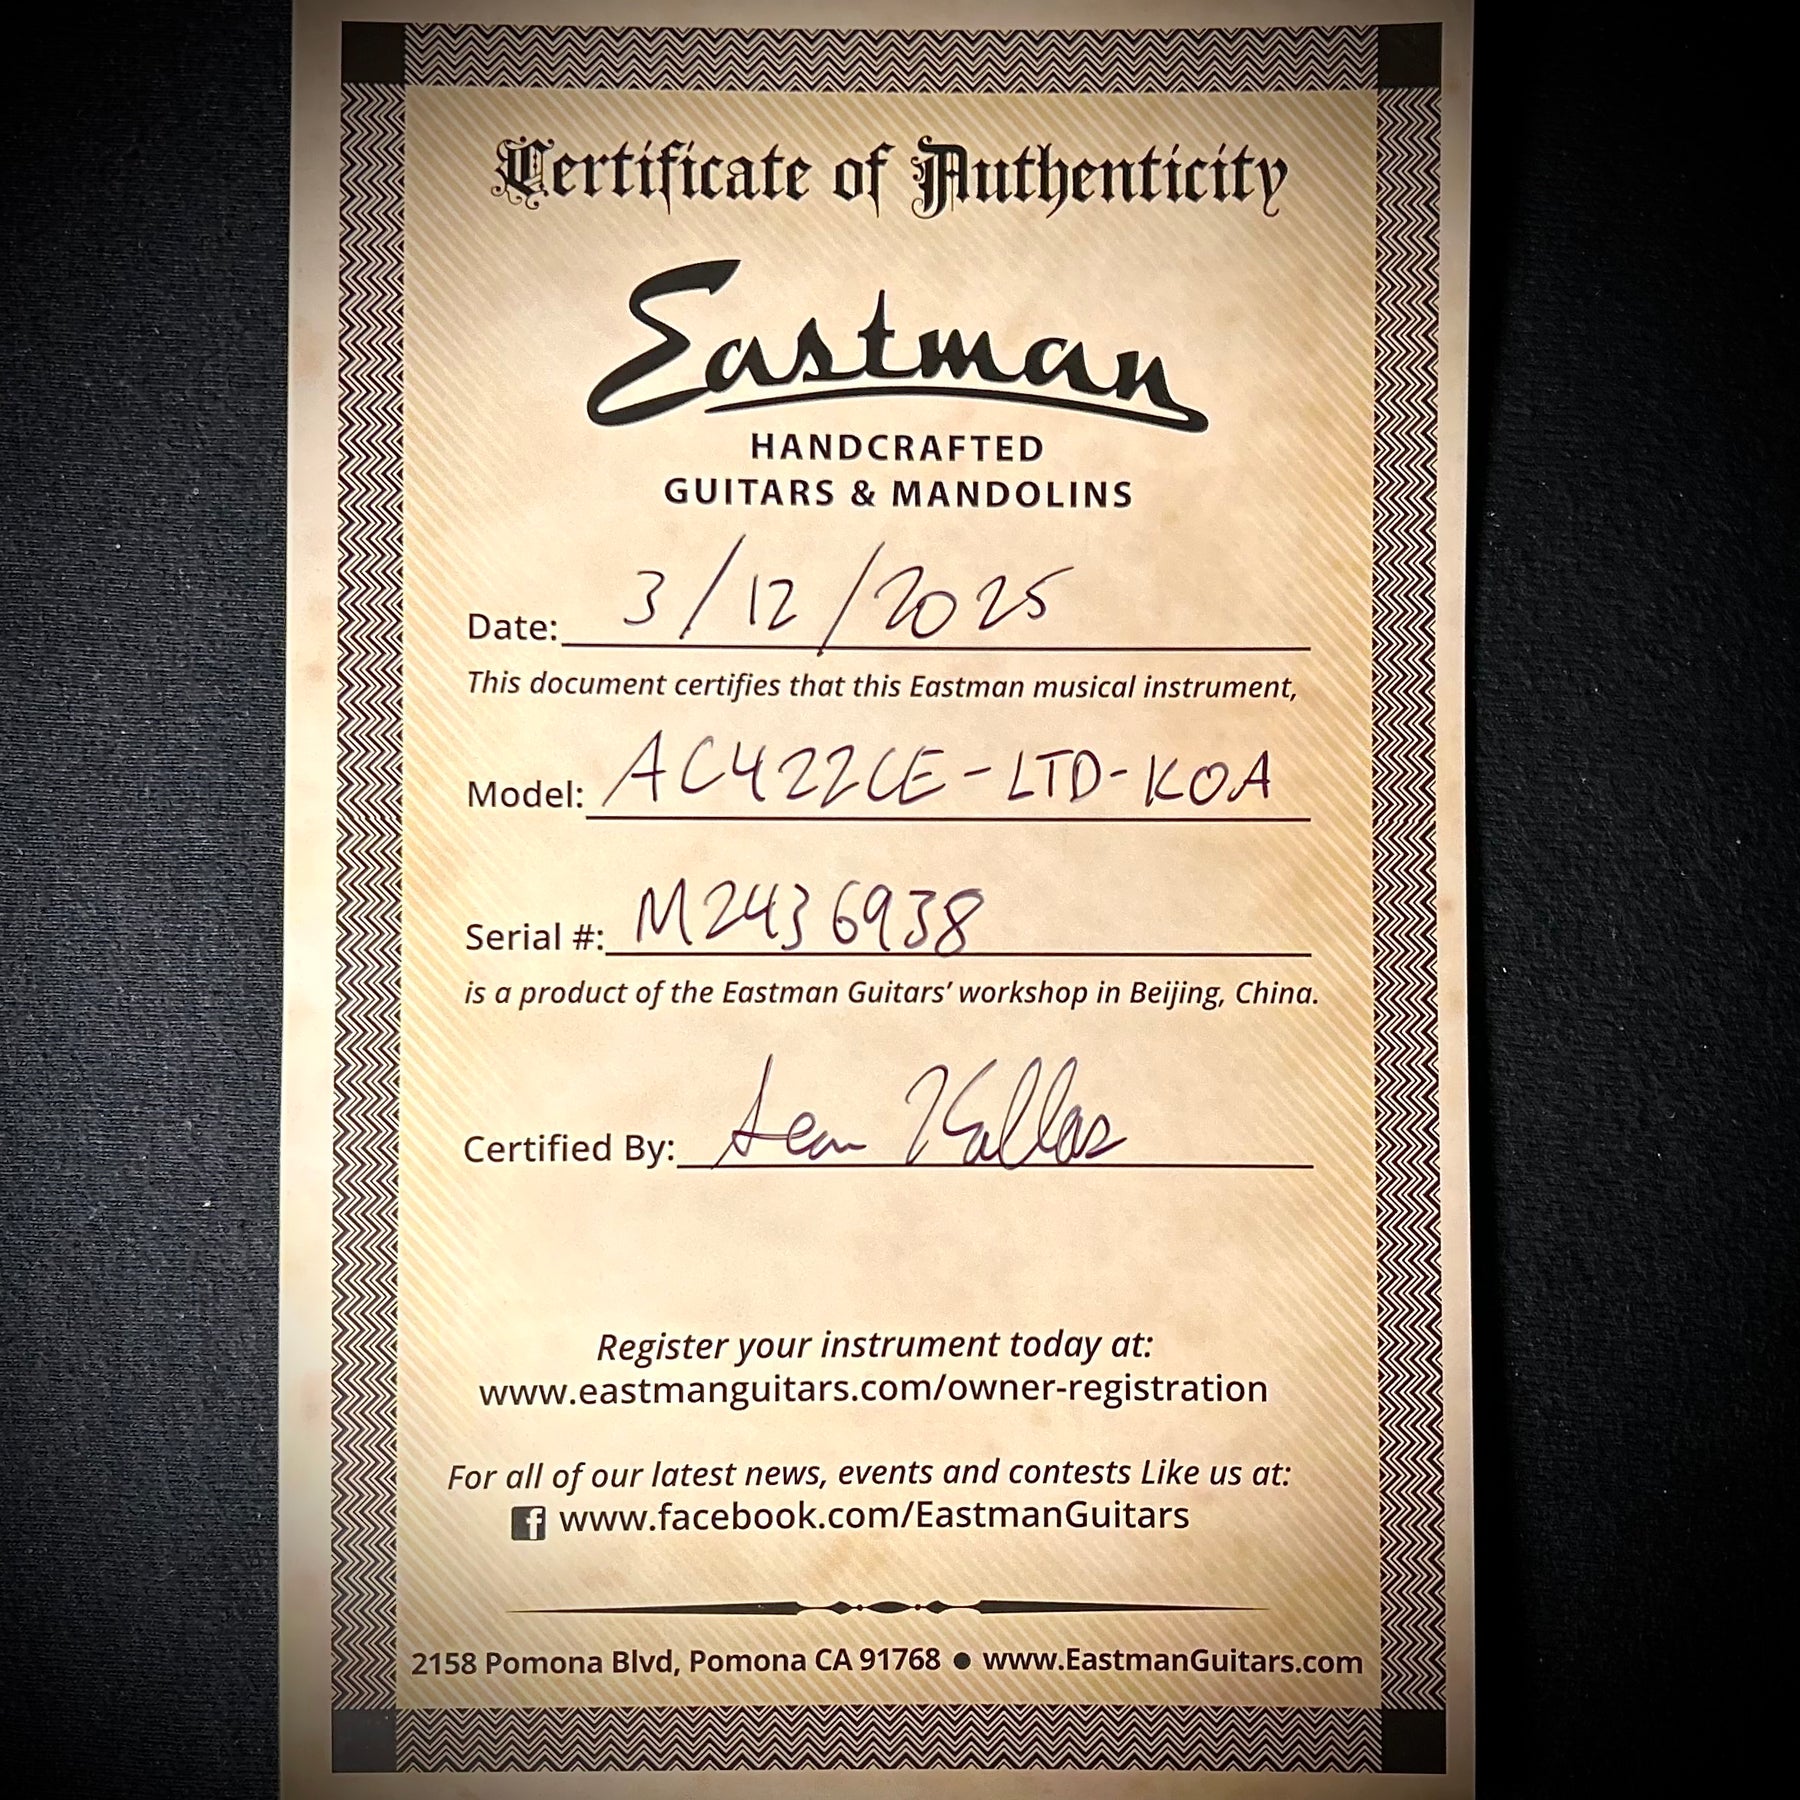 Certificate of Authenticity
Eastman
HANDCRAFTED
GUITARS & MANDOLINS
Date: 3/12/2025
This document certifies that this Eastman musical instrument,
Model: AC422CE-LTD-KOA
Serial #: M2436938
is a product of the Eastman Guitars' workshop in Beijing, China.
Certified By: Sean
Register your instrument today at:
www.eastmanguitars.com/owner-registration
For all of our latest news, events and contests Like us at:
f www.facebook.com/EastmanGuitars
2158 Pomona Blvd, Pomona CA 91768 ● www.EastmanGuitars.com